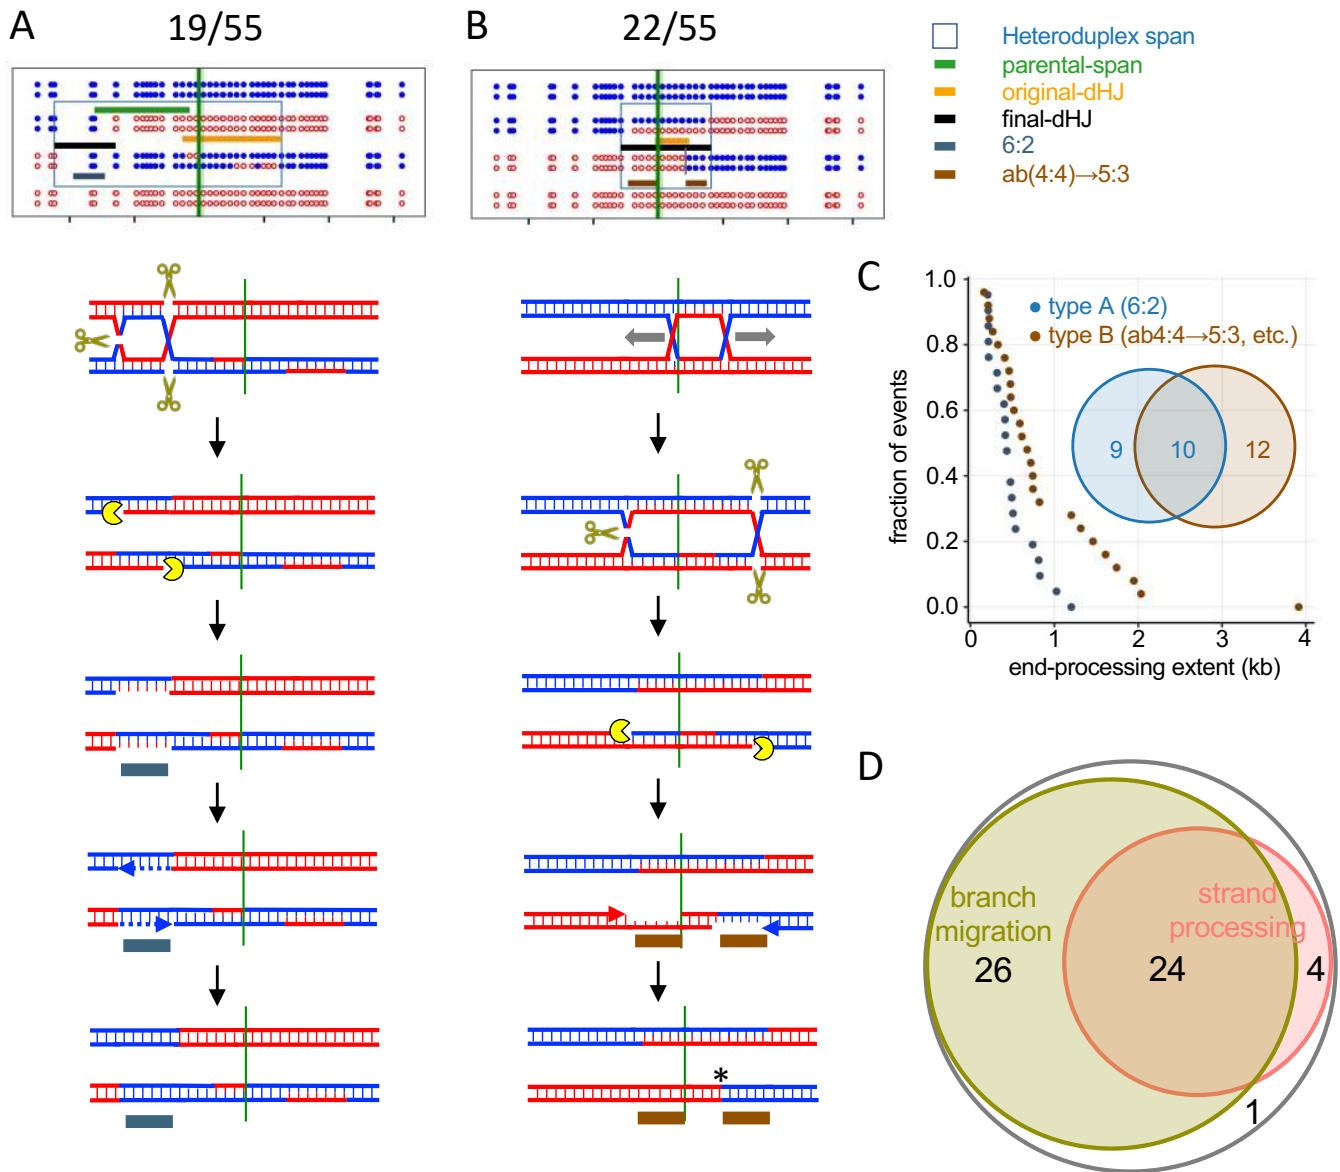 A
19/55
B
22/55
Heteroduplex span
parental-span
original-dHJ
final-dHJ
6:2
ab(4:4)→5:3
C
1.0
0.8
0.6
0.4
0.2
0.0
fraction of events
type A (6:2)
type B (ab4:4→5:3, etc.)
9
10
12
0
1
2
3
4
end-processing extent (kb)
D
branch
migration
26
24
strand
processing
4
1
*